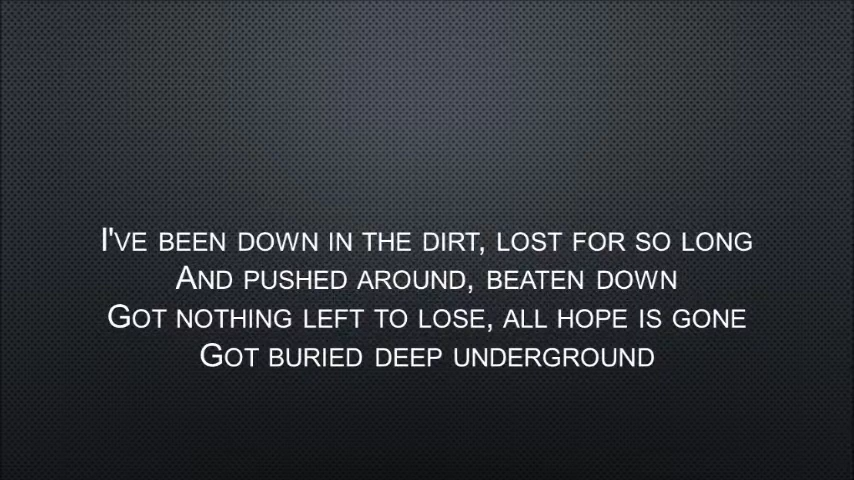 I'VE BEEN DOWN IN THE DIRT, LOST FOR SO LONG
AND PUSHED AROUND, BEATEN DOWN
GOT NOTHING LEFT TO LOSE, ALL HOPE IS GONE
GOT BURIED DEEP UNDERGROUND